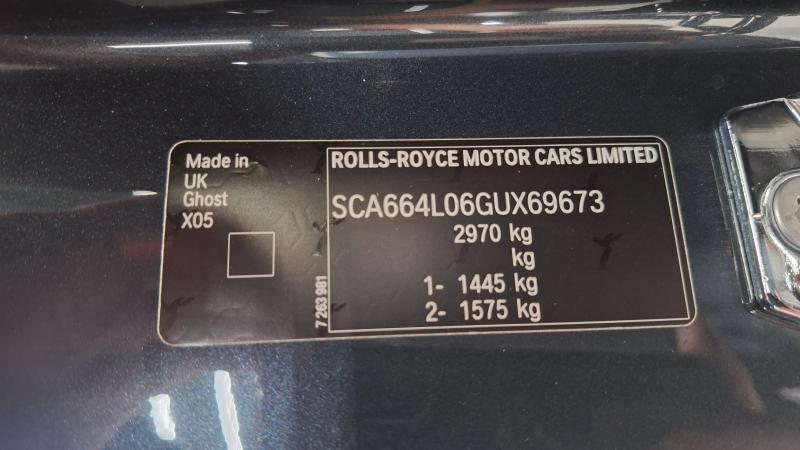 Made in
UK
Ghost
X05
ROLLS-ROYCE MOTOR CARS LIMITED
SCA664L06GUX69673
2970 kg
kg
1- 1445 kg
2- 1575 kg
7 263 981